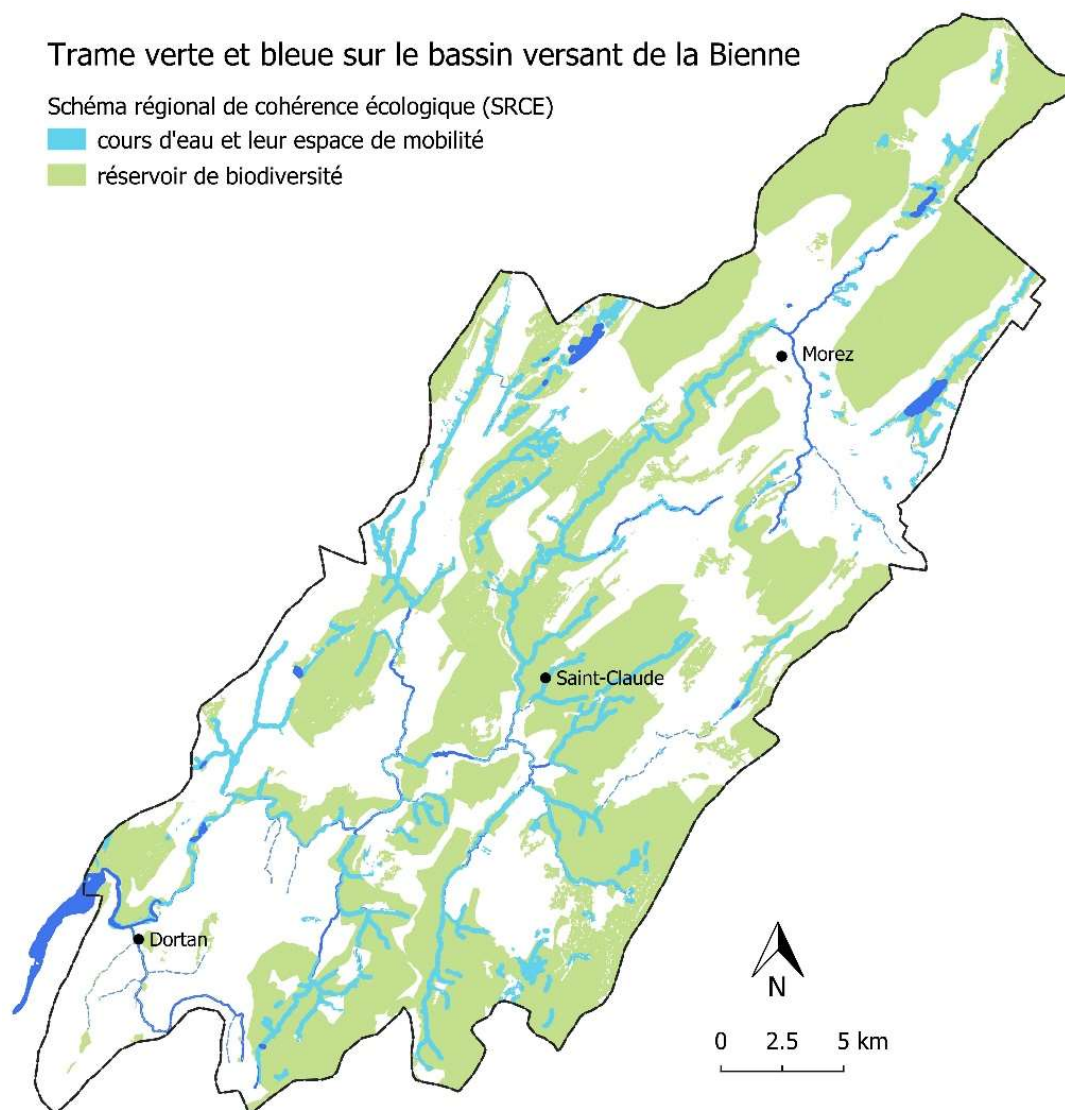 Trame verte et bleue sur le bassin versant de la Bienne
Schéma régional de cohérence écologique (SRCE)
cours d'eau et leur espace de mobilité
réservoir de biodiversité
Morez
Saint-Claude
Dortan
N
0 2.5 5 km